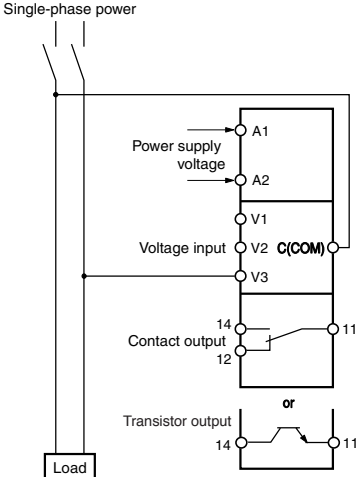 Single-phase power
A1
Power supply
voltage
A2
V1
Voltage input
V2
C(COM)
V3
14
11
Contact output
12
or
Transistor output
14
11
Load